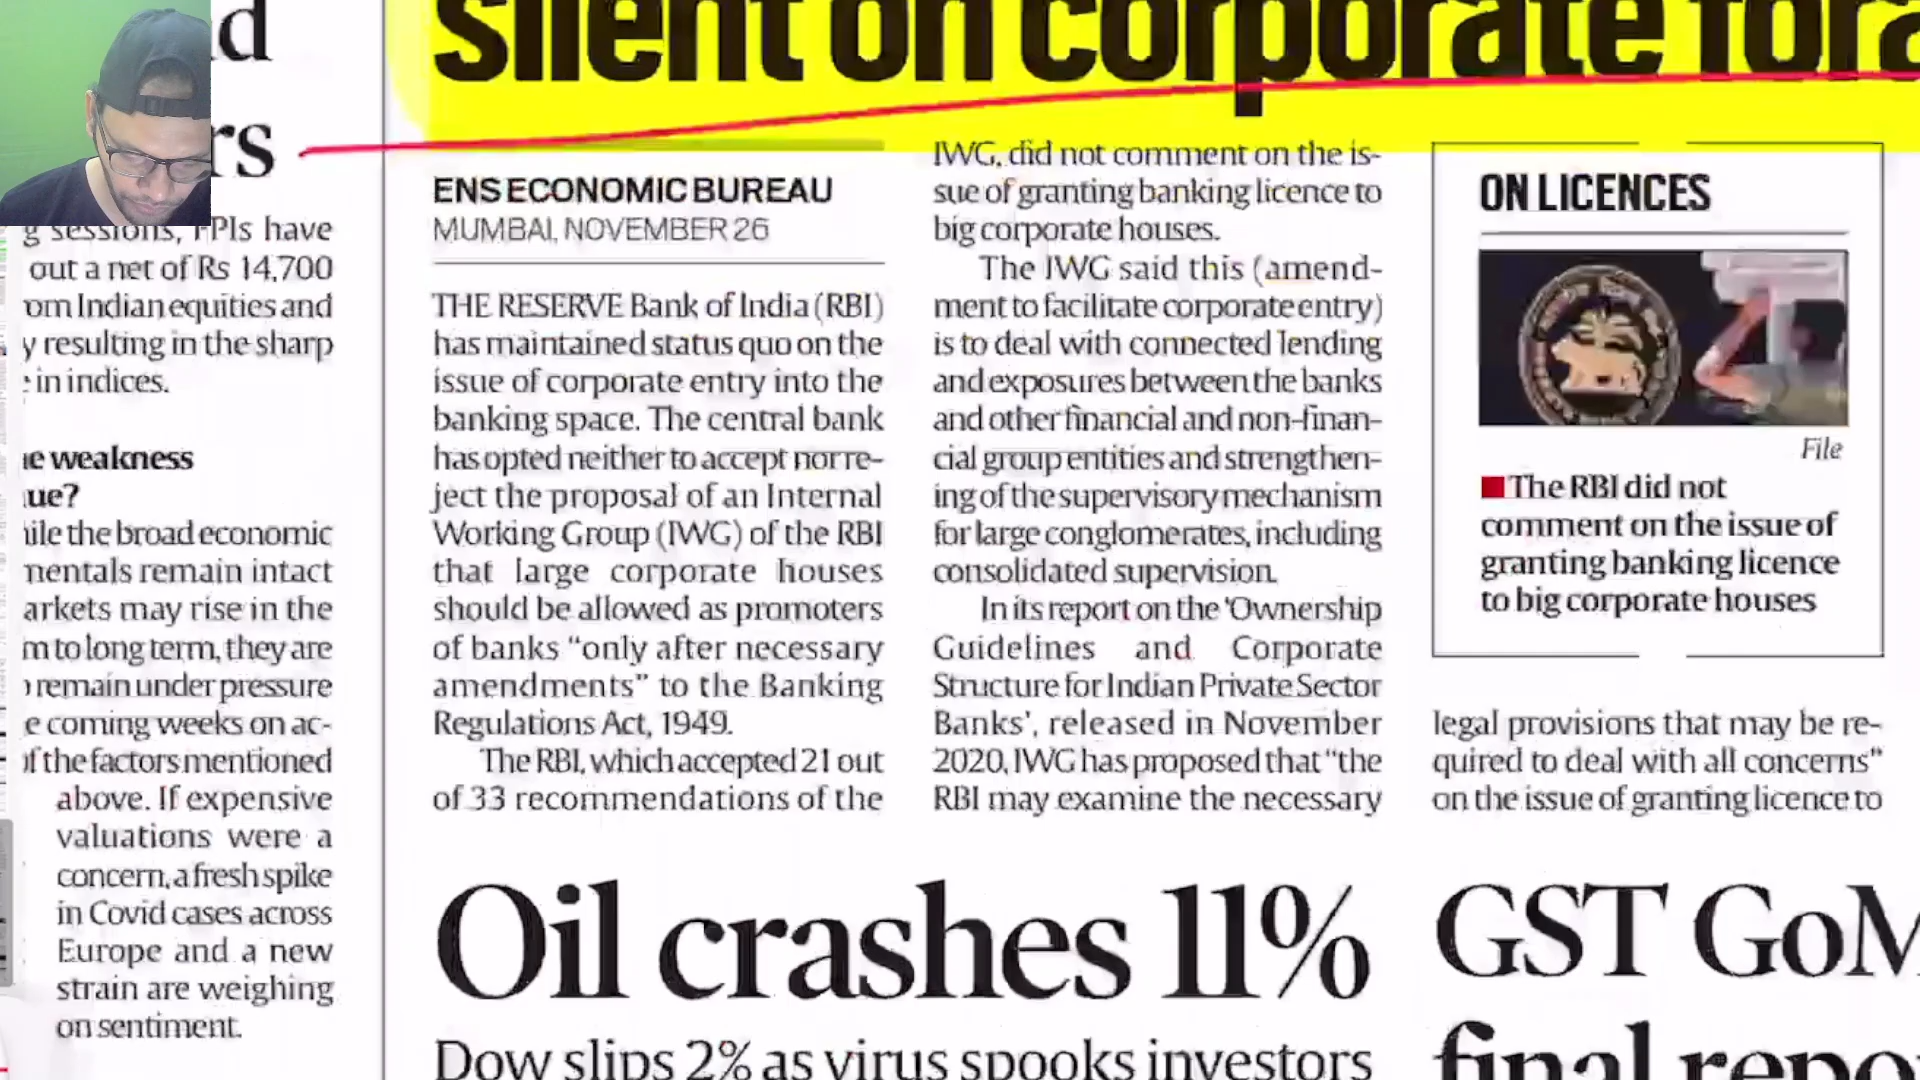 silent on corporate
rs
g sessions, FPIs have
out a net of Rs 14,700
om Indian equities and
y resulting in the sharp
e in indices.
e weakness
ue?
ile the broad economic
mentals remain intact
arkets may rise in the
m to long term, they are
o remain under pressure
e coming weeks on ac-
of the factors mentioned
above. If expensive
valuations were a
concern, a fresh spike
in Covid cases across
Europe and a new
strain are weighing
on sentiment.
ENS ECONOMIC BUREAU
MUMBAI, NOVEMBER 26
THE RESERVE Bank of India (RBI)
has maintained status quo on the
issue of corporate entry into the
banking space. The central bank
has opted neither to accept nor re-
ject the proposal of an Internal
Working Group (IWG) of the RBI
that large corporate houses
should be allowed as promoters
of banks “only after necessary
amendments” to the Banking
Regulations Act, 1949.
The RBI, which accepted 21 out
of 33 recommendations of the
IWG, did not comment on the is-
sue of granting banking licence to
big corporate houses.
The IWG said this (amend-
ment to facilitate corporate entry)
is to deal with connected lending
and exposures between the banks
and other financial and non-finan-
cial group entities and strengthen-
ing of the supervisory mechanism
for large conglomerates, including
consolidated supervision.
In its report on the ‘Ownership
Guidelines and Corporate
Structure for Indian Private Sector
Banks’, released in November
2020, IWG has proposed that “the
RBI may examine the necessary
ON LICENCES
File
The RBI did not
comment on the issue of
granting banking licence
to big corporate houses
legal provisions that may be re-
quired to deal with all concerns”
on the issue of granting licence to
Oil crashes 11%
Dow slips 2% as virus spooks investors
GST GoM
final repo